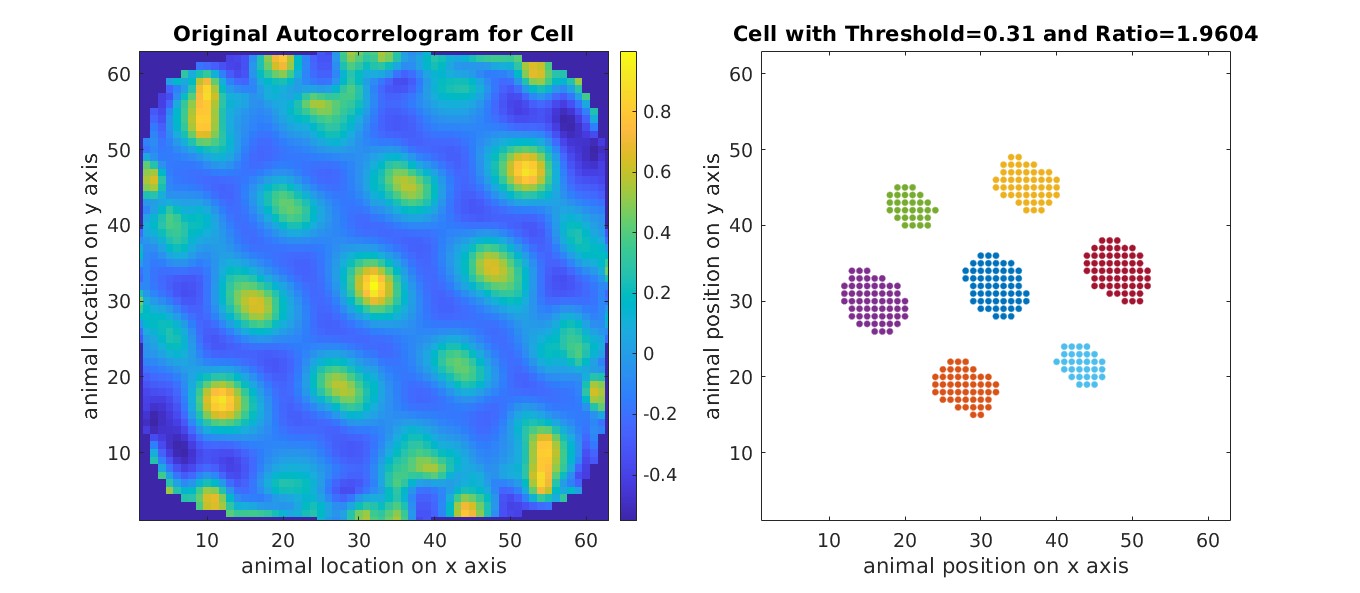 Original Autocorrelogram for Cell
animal location on y axis
60
50
40
30
20
10
10 20 30 40 50 60
animal location on x axis
0.8
0.6
0.4
0.2
0
-0.2
-0.4
Cell with Threshold=0.31 and Ratio=1.9604
animal position on y axis
60
50
40
30
20
10
10 20 30 40 50 60
animal position on x axis